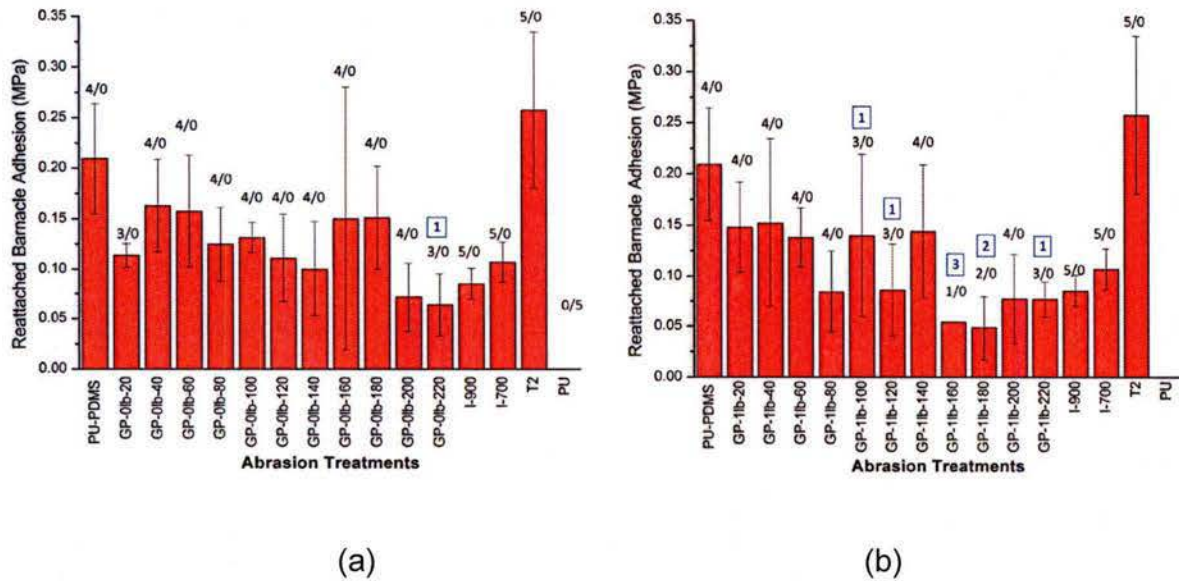 Reattached Barnacle Adhesion (MPa)
0.35
0.30
0.25
0.20
0.15
0.10
0.05
0.00
4/0
3/0
4/0
4/0
4/0
4/0
4/0
4/0
4/0
4/0
4/0
1
3/0
5/0
5/0
5/0
0/5
PU-PDMS
GP-0lb-20
GP-0lb-40
GP-0lb-60
GP-0lb-80
GP-0lb-100
GP-0lb-120
GP-0lb-140
GP-0lb-160
GP-0lb-180
GP-0lb-200
GP-0lb-220
I-900
I-700
T2
PU
Abrasion Treatments
(a)
Reattached Barnacle Adhesion (MPa)
0.35
0.30
0.25
0.20
0.15
0.10
0.05
0.00
4/0
4/0
4/0
4/0
4/0
1
3/0
1
3/0
4/0
3
1/0
2
2/0
4/0
1
3/0
5/0
5/0
5/0
PU-PDMS
GP-1lb-20
GP-1lb-40
GP-1lb-60
GP-1lb-80
GP-1lb-100
GP-1lb-120
GP-1lb-140
GP-1lb-160
GP-1lb-180
GP-1lb-200
GP-1lb-220
I-900
I-700
T2
PU
Abrasion Treatments
(b)